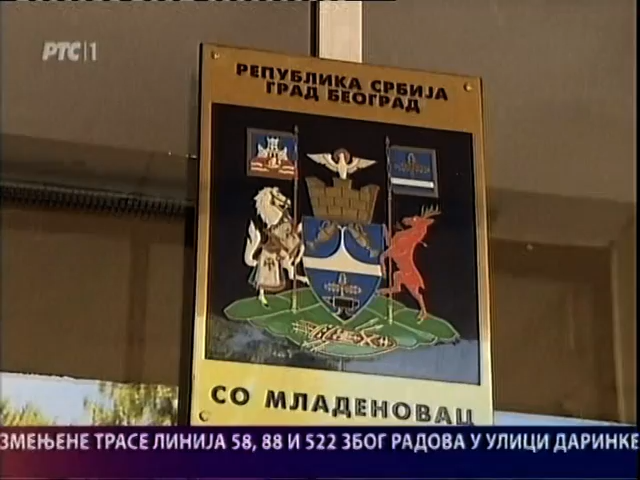 РТС 1
РЕПУБЛИКА СРБИЈА
ГРАД БЕОГРАД
СО МЛАДЕНОВАЦ
ЗМЕЊЕНЕ ТРАСЕ ЛИНИЈА 58, 88 И 522 ЗБОГ РАДОВА У УЛИЦИ ДАРИНКЕ